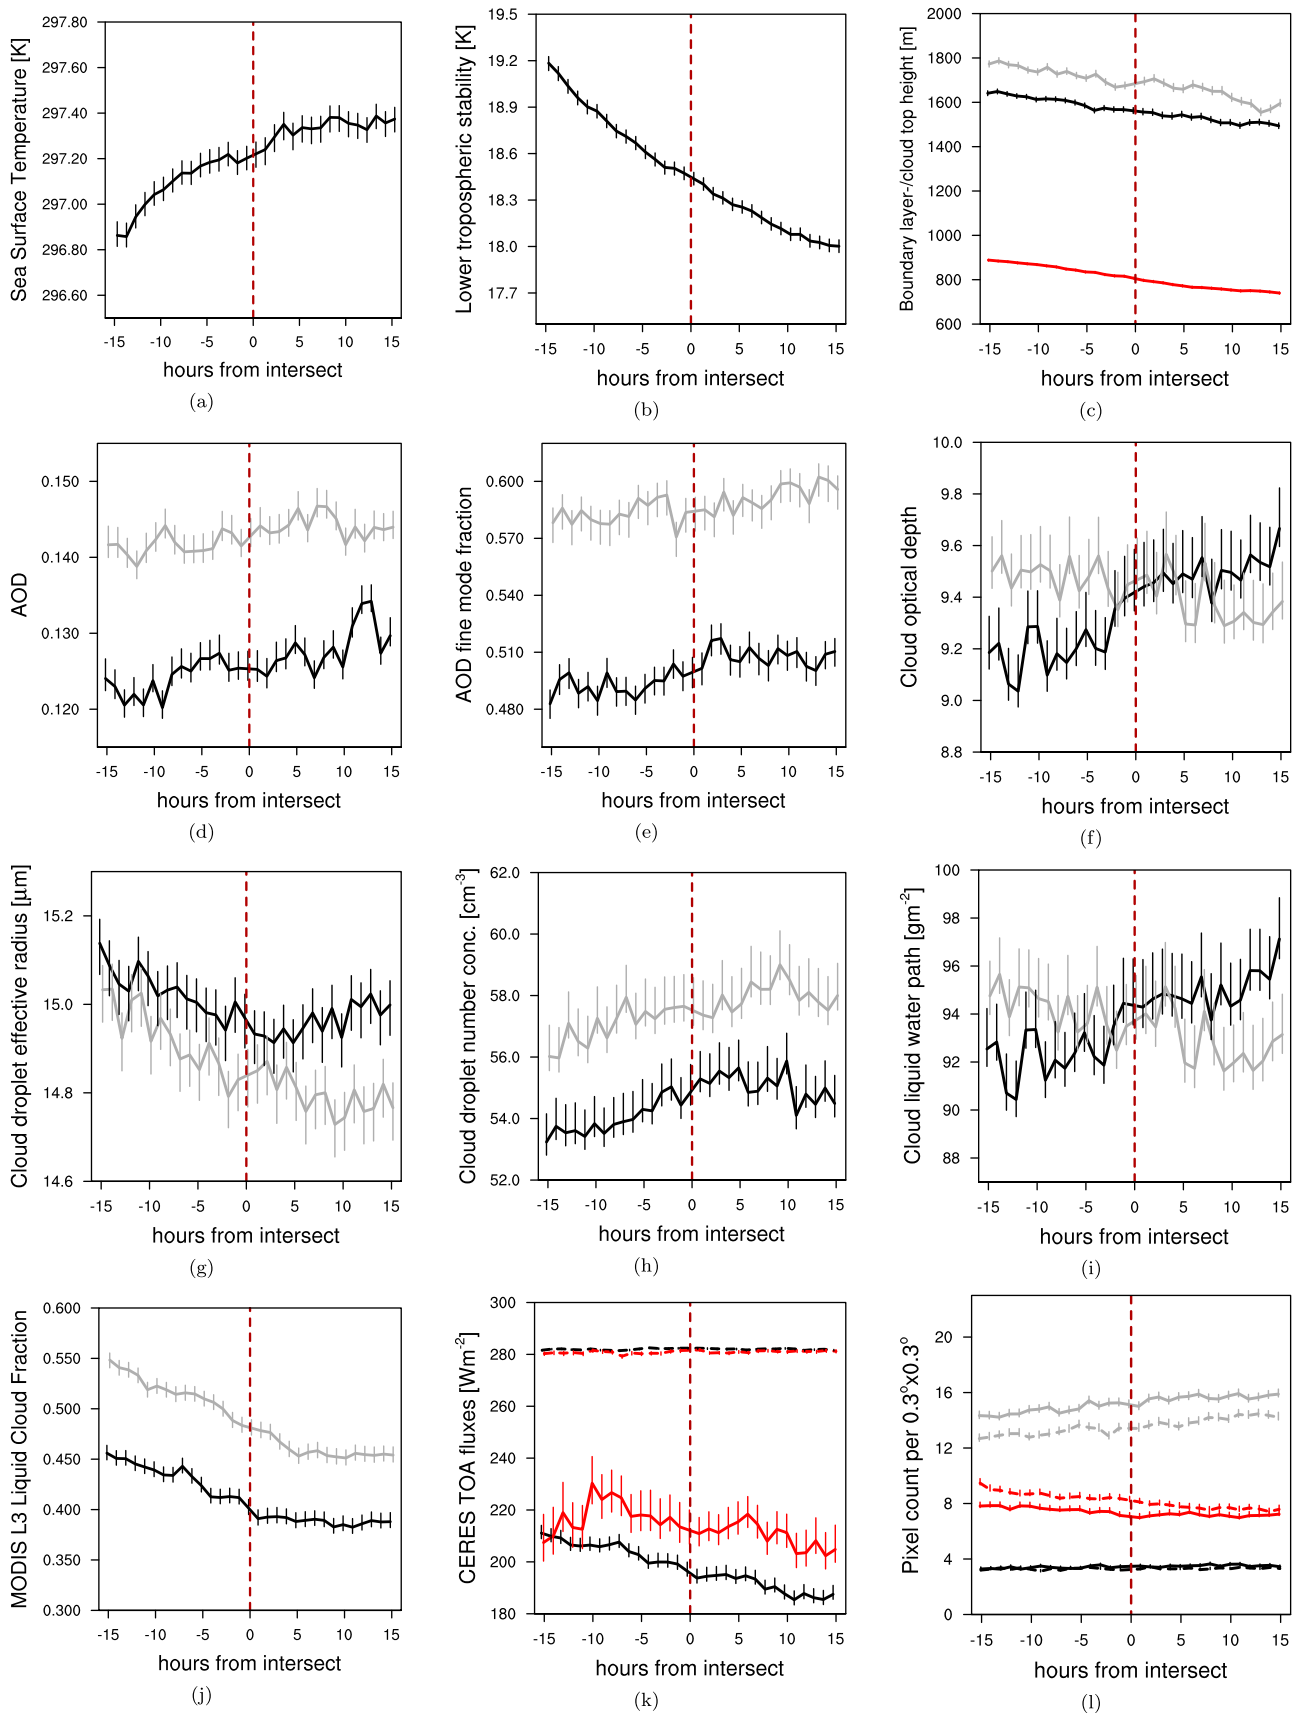 Sea Surface Temperature [K]
297.80
297.60
297.40
297.20
297.00
296.80
296.60
-15 -10 -5 0 5 10 15
hours from intersect
(a)
Lower tropospheric stability [K]
19.5
19.2
18.9
18.6
18.3
18.0
17.7
-15 -10 -5 0 5 10 15
hours from intersect
(b)
Boundary layer-/cloud top height [m]
2000
1800
1600
1400
1200
1000
800
600
-15 -10 -5 0 5 10 15
hours from intersect
(c)
AOD
0.150
0.140
0.130
0.120
-15 -10 -5 0 5 10 15
hours from intersect
(d)
AOD fine mode fraction
0.600
0.570
0.540
0.510
0.480
-15 -10 -5 0 5 10 15
hours from intersect
(e)
Cloud optical depth
10.0
9.8
9.6
9.4
9.2
9.0
8.8
-15 -10 -5 0 5 10 15
hours from intersect
(f)
Cloud droplet effective radius [µm]
15.2
15.0
14.8
14.6
-15 -10 -5 0 5 10 15
hours from intersect
(g)
Cloud droplet number conc. [cm⁻³]
62.0
60.0
58.0
56.0
54.0
52.0
-15 -10 -5 0 5 10 15
hours from intersect
(h)
Cloud liquid water path [gm⁻²]
100
98
96
94
92
90
88
-15 -10 -5 0 5 10 15
hours from intersect
(i)
MODIS L3 Liquid Cloud Fraction
0.600
0.550
0.500
0.450
0.400
0.350
0.300
-15 -10 -5 0 5 10 15
hours from intersect
(j)
CERES TOA fluxes [Wm⁻²]
300
280
260
240
220
200
180
-15 -10 -5 0 5 10 15
hours from intersect
(k)
Pixel count per 0.3°x0.3°
20
16
12
8
4
0
-15 -10 -5 0 5 10 15
hours from intersect
(l)